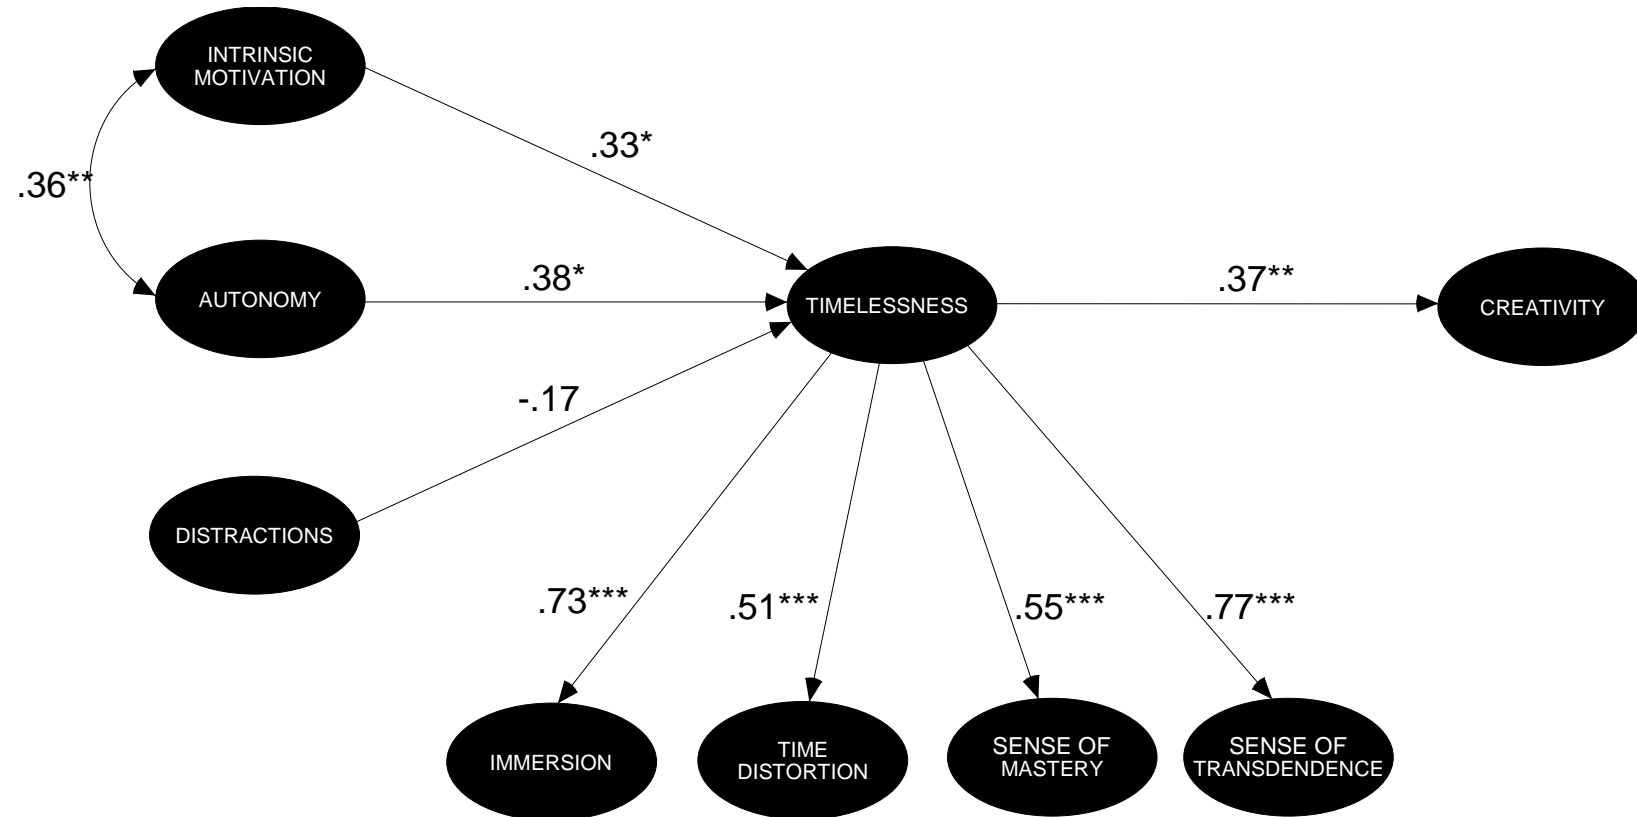 INTRINSIC
MOTIVATION
.33*
.36**
AUTONOMY
.38*
TIMELESSNESS
.37**
CREATIVITY
-.17
DISTRACTIONS
.73***
.51***
.55***
.77***
IMMERSION
TIME
DISTORTION
SENSE OF
MASTERY
SENSE OF
TRANSDENDENCE